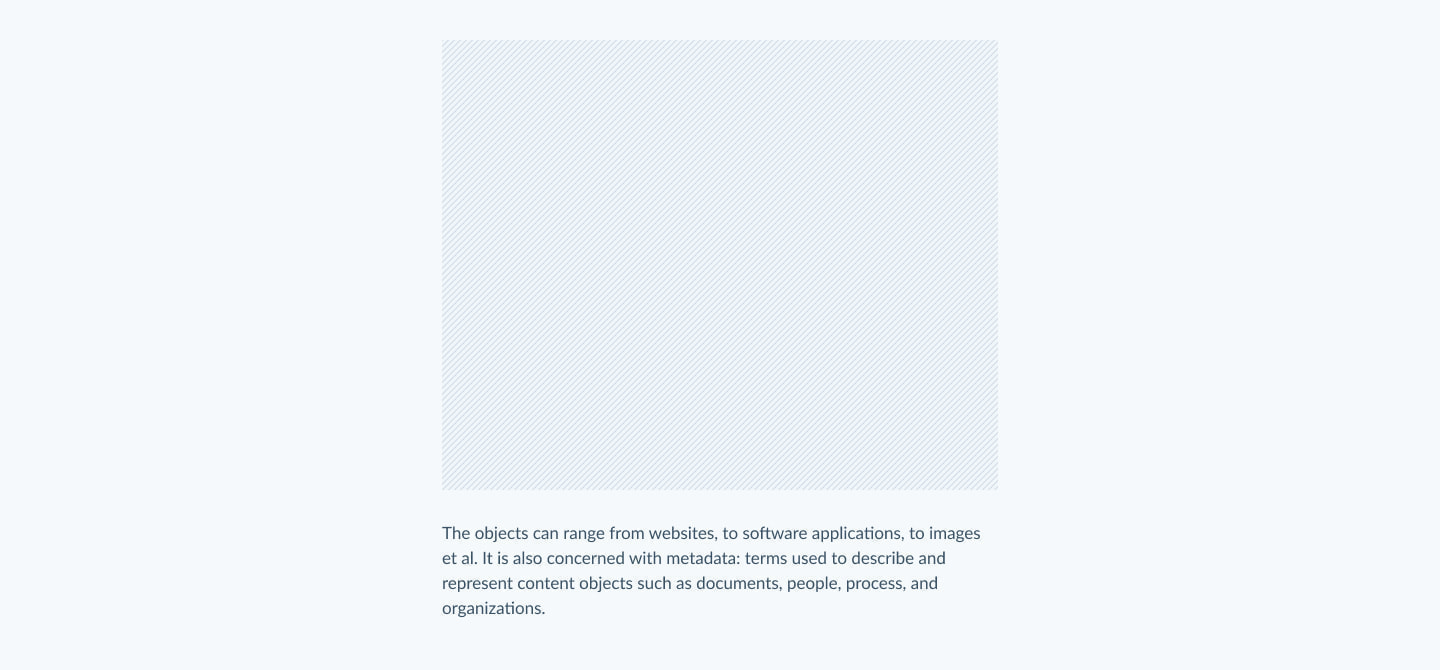 The objects can range from websites, to software applications, to images
et al. It is also concerned with metadata: terms used to describe and
represent content objects such as documents, people, process, and
organizations.